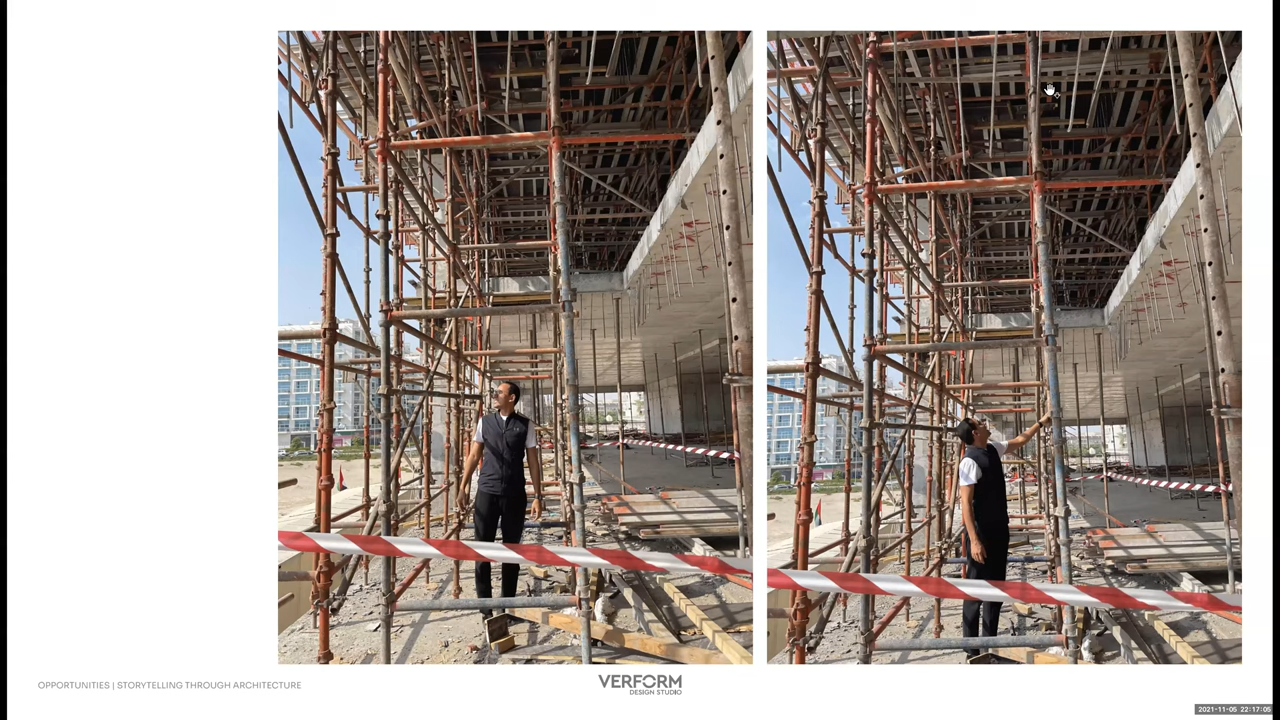 OPPORTUNITIES | STORYTELLING THROUGH ARCHITECTURE
VERFORM
DESIGN STUDIO
2021-11-05 22:17:05